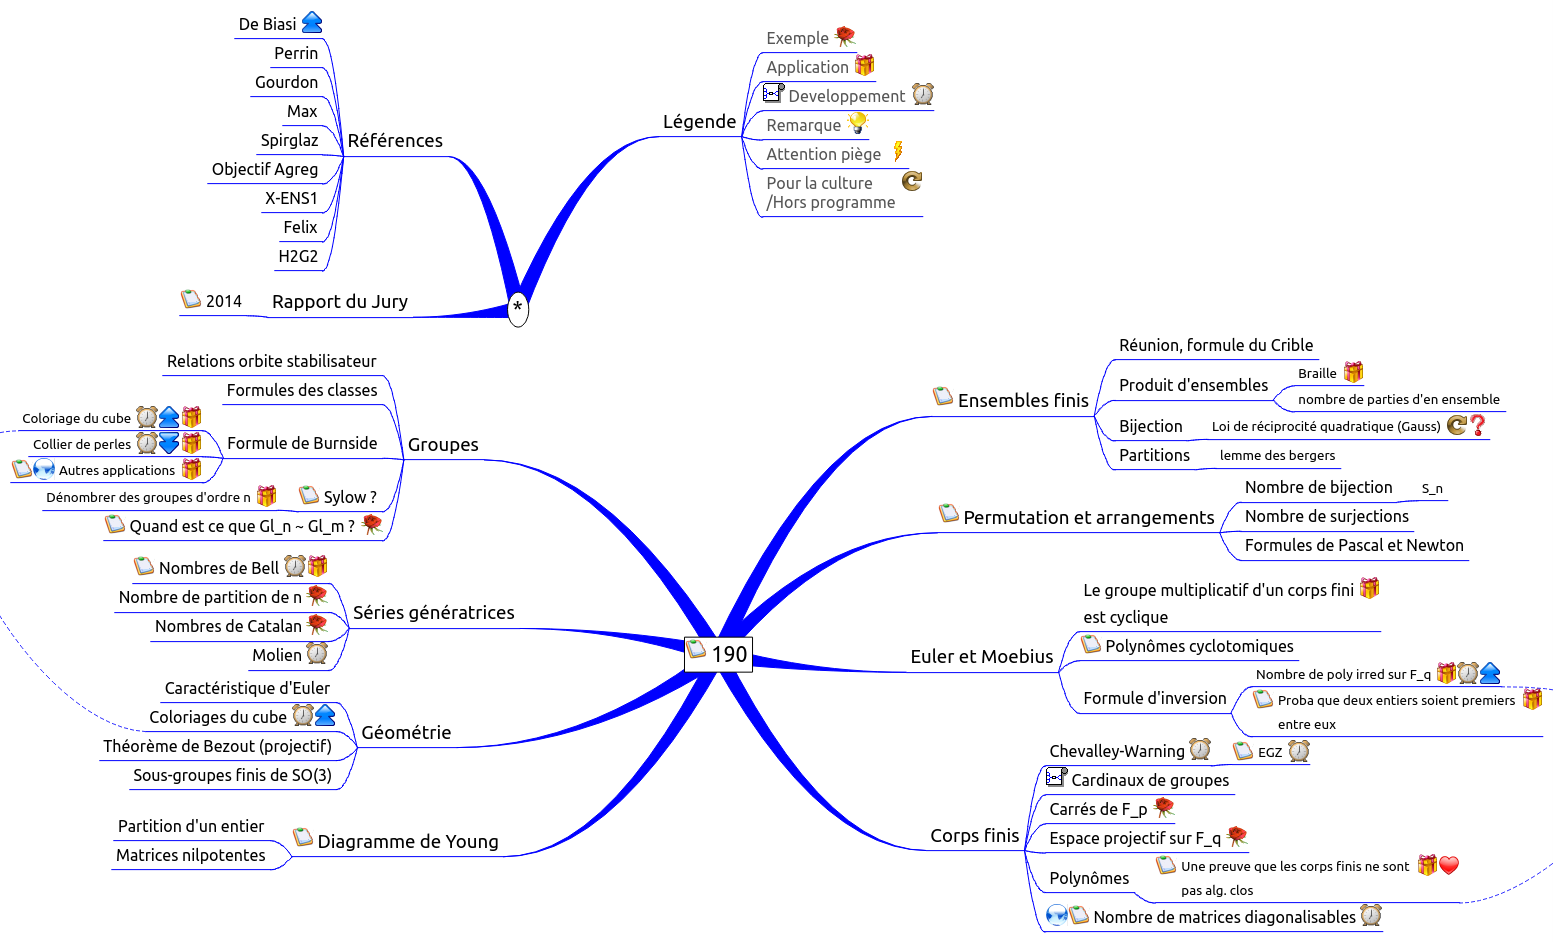 De Biasi
Perrin
Gourdon
Max
Spirglaz
Objectif Agreg
X-ENS1
Felix
H2G2
Références
2014
Rapport du Jury
*
Légende
Exemple
Application
Developpement
Remarque
Attention piège
Pour la culture
/Hors programme
Relations orbite stabilisateur
Formules des classes
Coloriage du cube
Collier de perles
Autres applications
Formule de Burnside
Groupes
Dénombrer des groupes d'ordre n
Sylow ?
Quand est ce que Gl_n ~ Gl_m ?
Nombres de Bell
Nombre de partition de n
Nombres de Catalan
Molien
Séries génératrices
Caractéristique d'Euler
Coloriages du cube
Théorème de Bezout (projectif)
Sous-groupes finis de SO(3)
Géométrie
Partition d'un entier
Matrices nilpotentes
Diagramme de Young
190
Ensembles finis
Réunion, formule du Crible
Produit d'ensembles
Braille
nombre de parties d'en ensemble
Bijection
Loi de réciprocité quadratique (Gauss)
Partitions
lemme des bergers
Permutation et arrangements
Nombre de bijection
S_n
Nombre de surjections
Formules de Pascal et Newton
Euler et Moebius
Le groupe multiplicatif d'un corps fini
est cyclique
Polynômes cyclotomiques
Formule d'inversion
Nombre de poly irred sur F_q
Proba que deux entiers soient premiers
entre eux
Corps finis
Chevalley-Warning
EGZ
Cardinaux de groupes
Carrés de F_p
Espace projectif sur F_q
Polynômes
Une preuve que les corps finis ne sont
pas alg. clos
Nombre de matrices diagonalisables